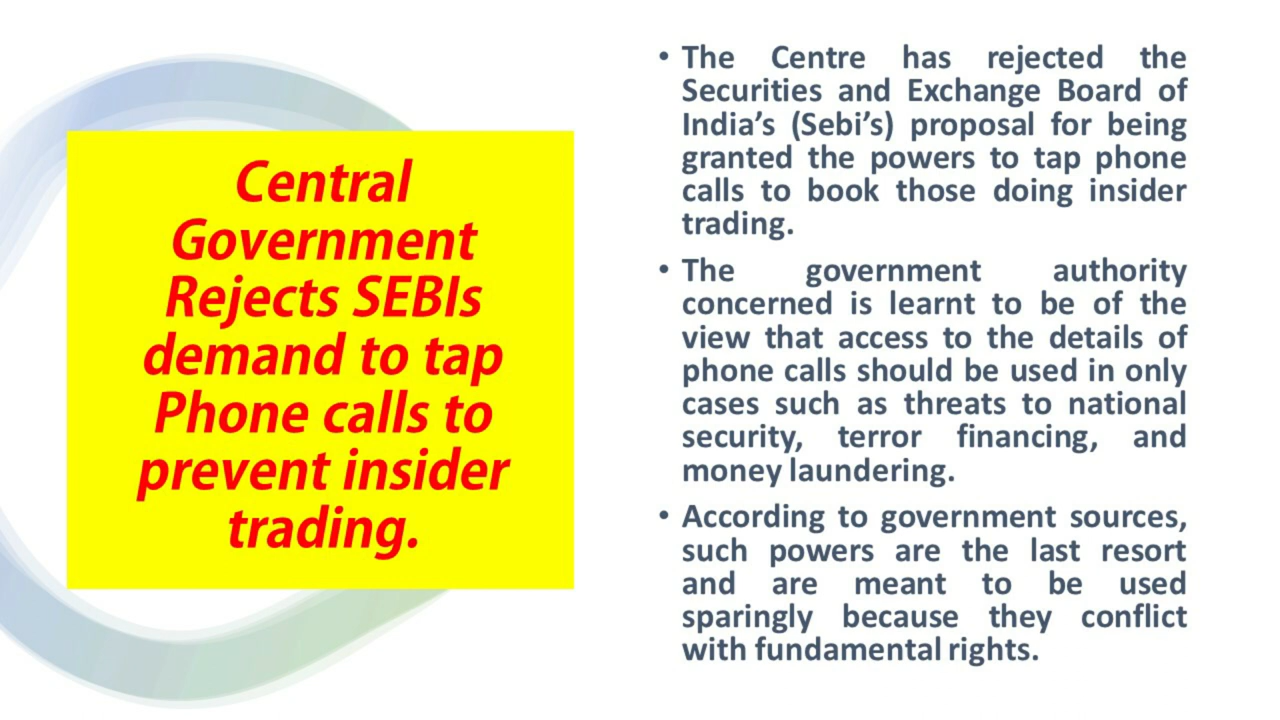 Central
Government
Rejects SEBIs
demand to tap
Phone calls to
prevent insider
trading.
• The Centre has rejected the
Securities and Exchange Board of
India’s (Sebi’s) proposal for being
granted the powers to tap phone
calls to book those doing insider
trading.
• The government authority
concerned is learnt to be of the
view that access to the details of
phone calls should be used in only
cases such as threats to national
security, terror financing, and
money laundering.
• According to government sources,
such powers are the last resort
and are meant to be used
sparingly because they conflict
with fundamental rights.